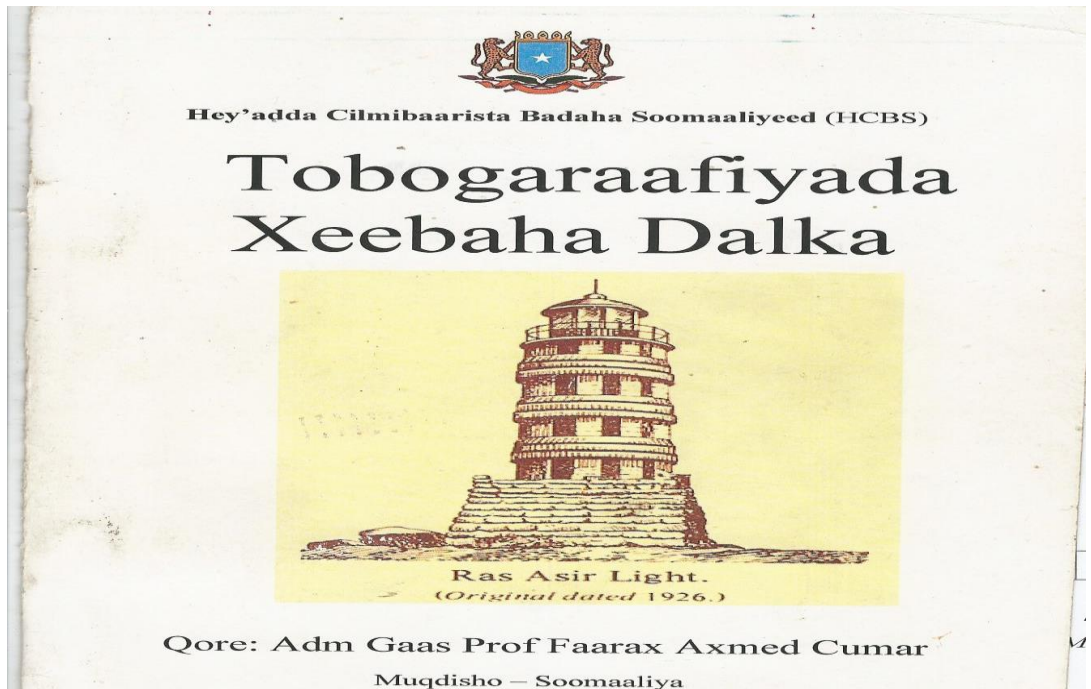 Hey'adda Cilmibaarista Badaha Soomaaliyeed (HCBS)
Tobogaraafiyada
Xeebaha Dalka
Ras Asir Light.
(Original dated 1926.)
Qore: Adm Gaas Prof Faarax Axmed Cumar
Muqdisho – Soomaaliya